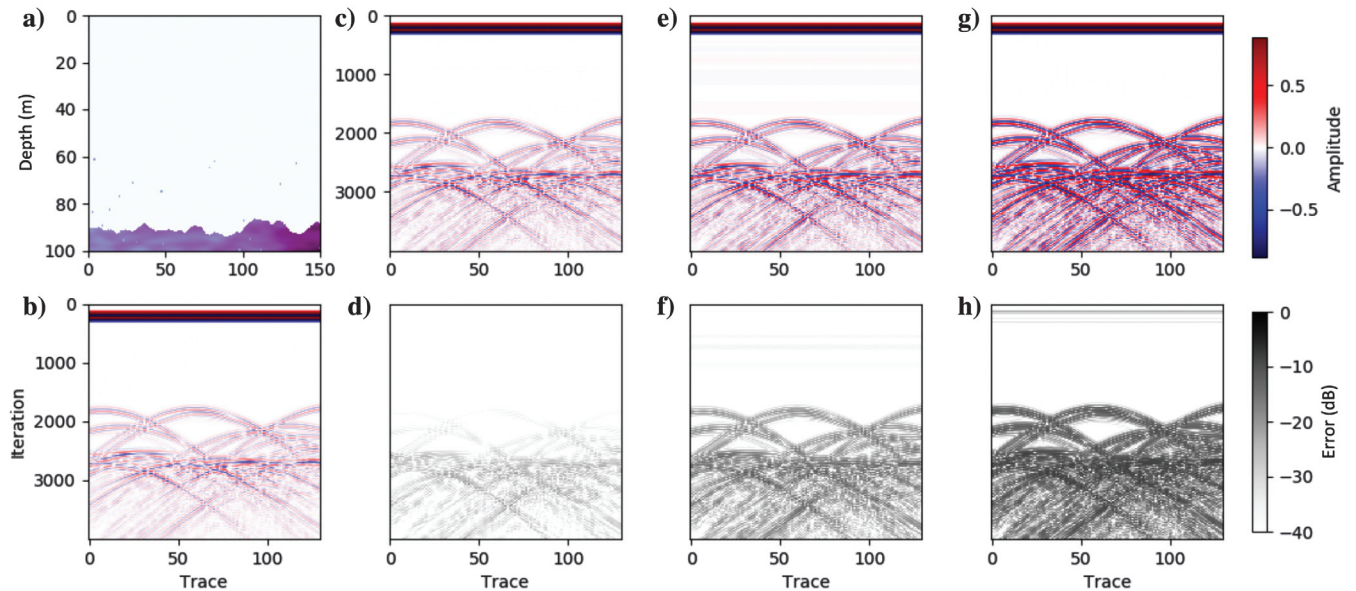 a)
c)
e)
g)
0
20
40
60
80
100
Depth (m)
0 50 100 150
0
1000
2000
3000
0 50 100
0 50 100
0 50 100
0.5
0.0
−0.5
Amplitude
b)
d)
f)
h)
0
1000
2000
3000
Iteration
0 50 100
Trace
0 50 100
Trace
0 50 100
Trace
0 50 100
Trace
0
−10
−20
−30
−40
Error (dB)